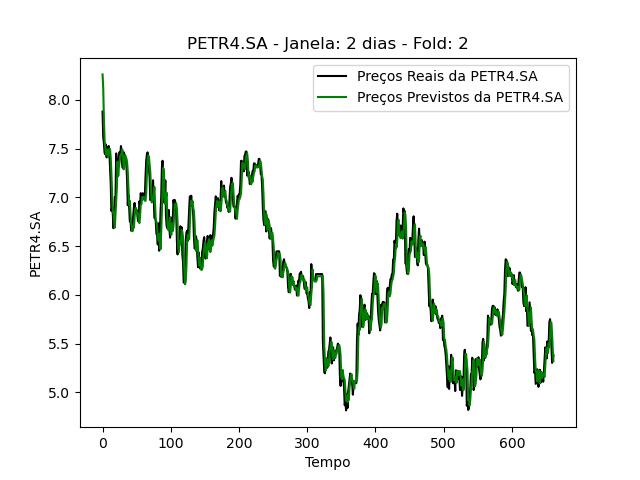 PETR4.SA - Janela: 2 dias - Fold: 2
Preços Reais da PETR4.SA
Preços Previstos da PETR4.SA
8.0
7.5
7.0
6.5
6.0
5.5
5.0
PETR4.SA
0 100 200 300 400 500 600
Tempo